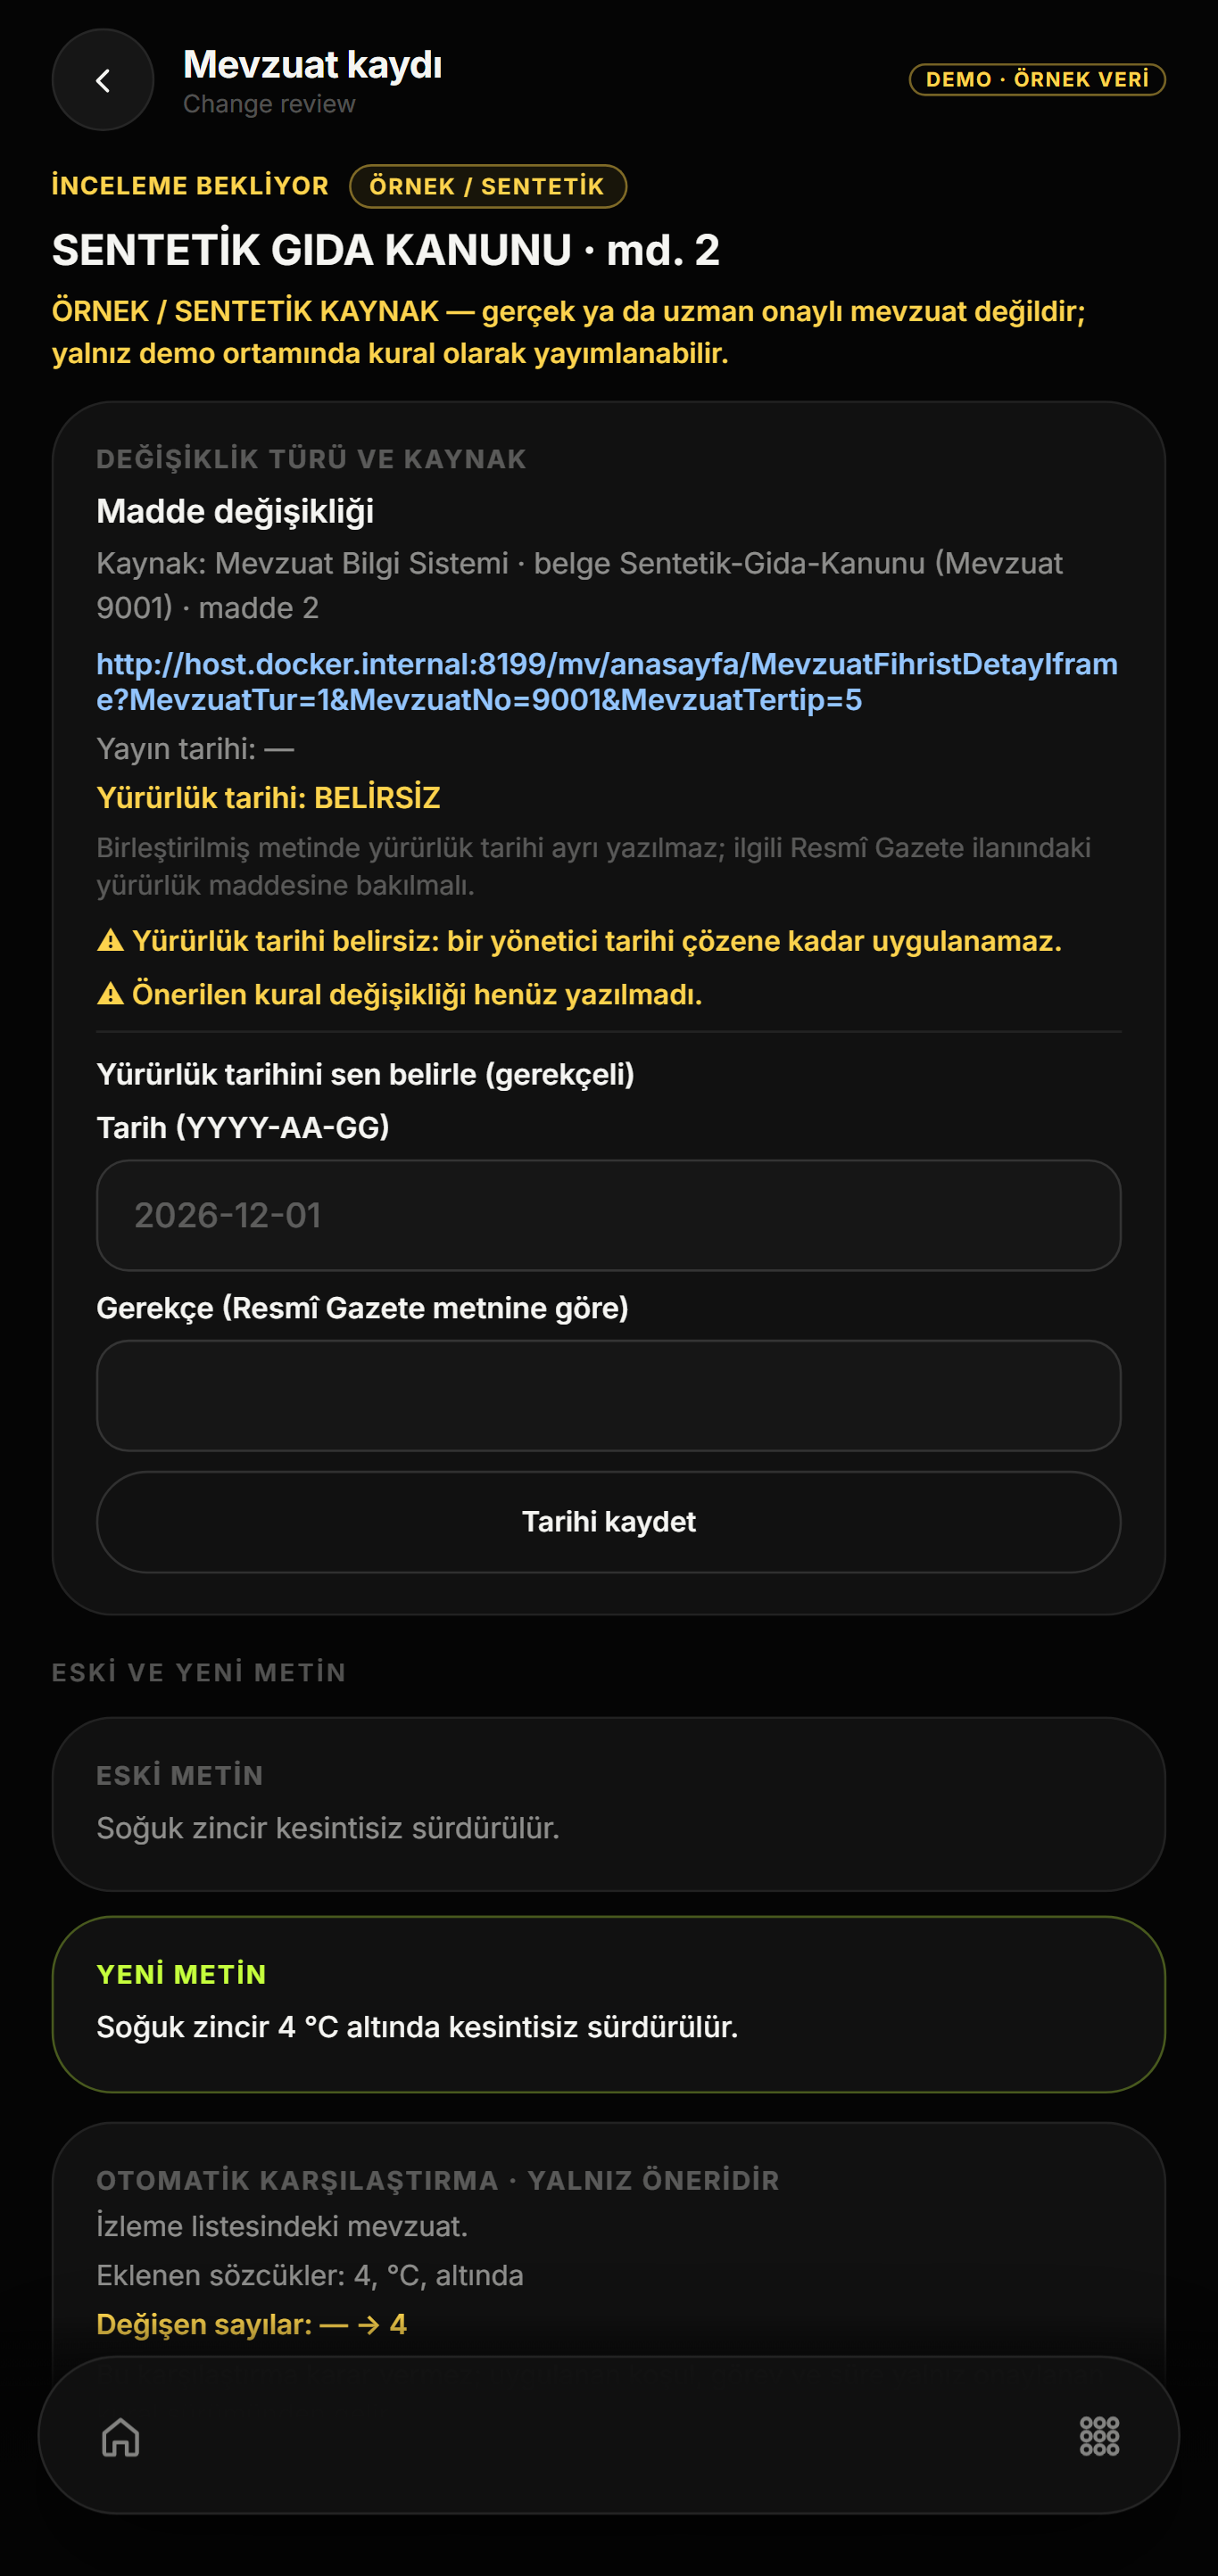 Mevzuat kaydı
Change review
DEMO · ÖRNEK VERİ
İNCELEME BEKLİYOR
ÖRNEK / SENTETİK
SENTETİK GIDA KANUNU · md. 2
ÖRNEK / SENTETİK KAYNAK — gerçek ya da uzman onaylı mevzuat değildir;
yalnız demo ortamında kural olarak yayımlanabilir.
DEĞİŞİKLİK TÜRÜ VE KAYNAK
Madde değişikliği
Kaynak: Mevzuat Bilgi Sistemi · belge Sentetik-Gida-Kanunu (Mevzuat
9001) · madde 2
http://host.docker.internal:8199/mv/anasayfa/MevzuatFihristDetayIfram
e?MevzuatTur=1&MevzuatNo=9001&MevzuatTertip=5
Yayın tarihi: —
Yürürlük tarihi: BELİRSİZ
Birleştirilmiş metinde yürürlük tarihi ayrı yazılmaz; ilgili Resmî Gazete ilanındaki
yürürlük maddesine bakılmalı.
⚠ Yürürlük tarihi belirsiz: bir yönetici tarihi çözene kadar uygulanamaz.
⚠ Önerilen kural değişikliği henüz yazılmadı.
Yürürlük tarihini sen belirle (gerekçeli)
Tarih (YYYY-AA-GG)
2026-12-01
Gerekçe (Resmî Gazete metnine göre)
Tarihi kaydet
ESKİ VE YENİ METİN
ESKİ METİN
Soğuk zincir kesintisiz sürdürülür.
YENİ METİN
Soğuk zincir 4 °C altında kesintisiz sürdürülür.
OTOMATİK KARŞILAŞTIRMA · YALNIZ ÖNERİDİR
İzleme listesindeki mevzuat.
Eklenen sözcükler: 4, °C, altında
Değişen sayılar: — → 4